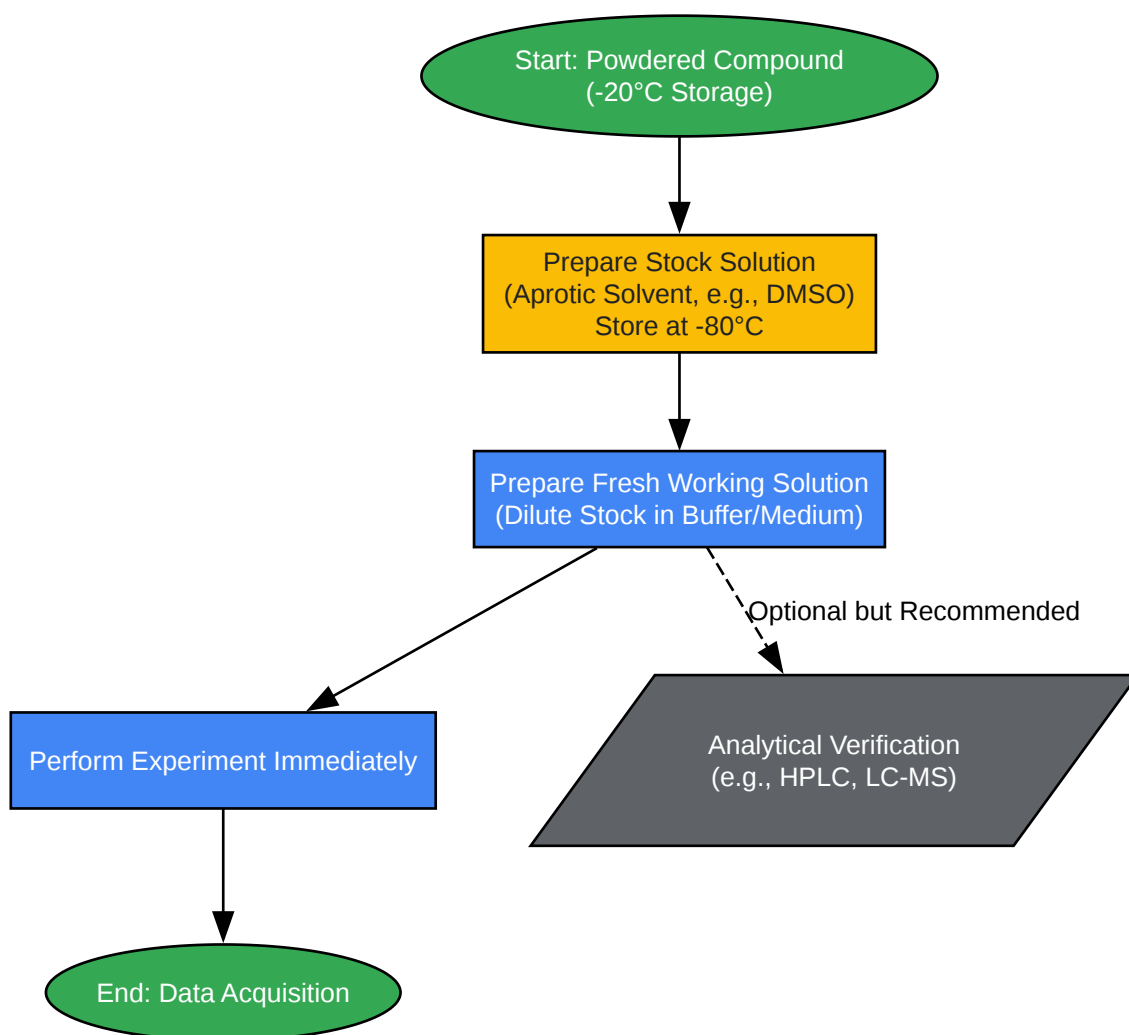 Start: Powdered Compound
(-20°C Storage)
Prepare Stock Solution
(Aprotic Solvent, e.g., DMSO)
Store at -80°C
Prepare Fresh Working Solution
(Dilute Stock in Buffer/Medium)
Optional but Recommended
Perform Experiment Immediately
Analytical Verification
(e.g., HPLC, LC-MS)
End: Data Acquisition